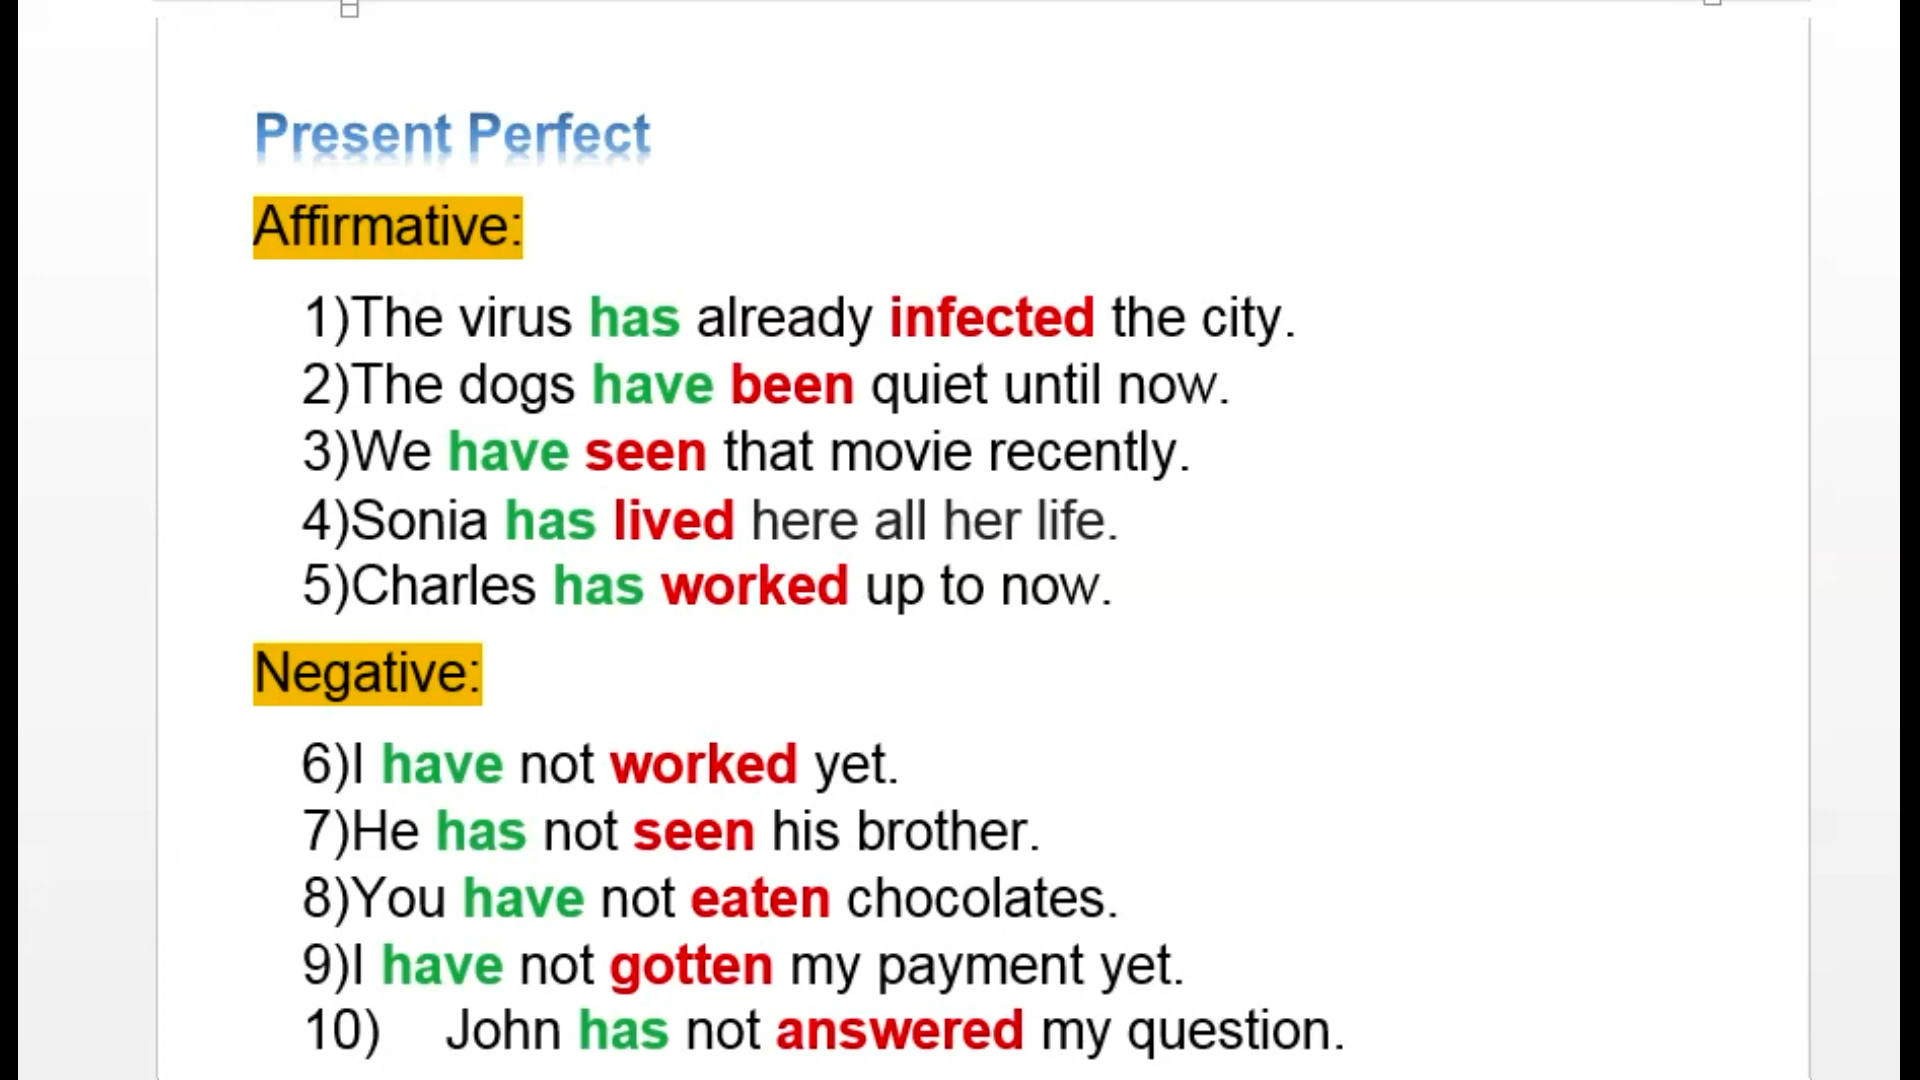 Present Perfect
Affirmative:
1)The virus has already infected the city.
2)The dogs have been quiet until now.
3)We have seen that movie recently.
4)Sonia has lived here all her life.
5)Charles has worked up to now.
Negative:
6)I have not worked yet.
7)He has not seen his brother.
8)You have not eaten chocolates.
9)I have not gotten my payment yet.
10) John has not answered my question.